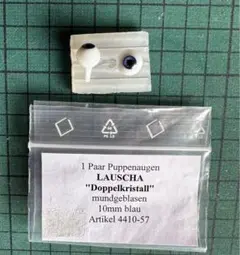 1 Paar Puppenaugen
LAUSCHA
"Doppelkristall"
mundgeblasen
10mm blau
Artikel 4410-57